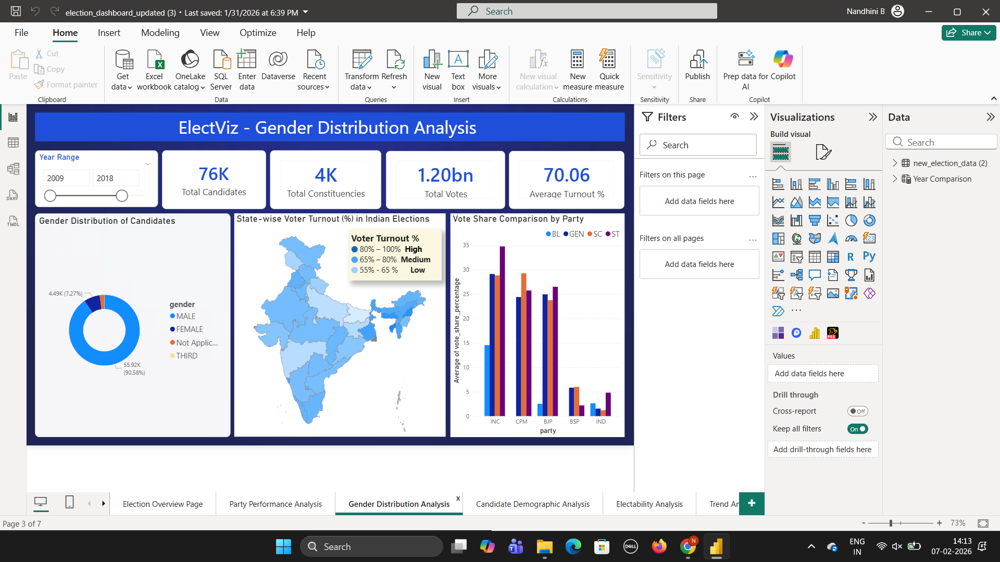 election_dashboard_updated (3) • Last saved: 1/31/2026 at 6:39 PM
Search
Nandhini B
File
Home
Insert
Modeling
View
Optimize
Help
Share
Paste
Cut
Copy
Format painter
Clipboard
Get data
Excel workbook
OneLake catalog
SQL Server
Enter data
Dataverse
Recent sources
Data
Transform data
Refresh
Queries
New visual
Text box
More visuals
Insert
New visual calculation
New measure
Quick measure
Calculations
Sensitivity
Sensitivity
Publish
Share
Prep data for AI
Copilot
Copilot
ElectViz - Gender Distribution Analysis
Year Range
2009
2018
76K
Total Candidates
4K
Total Constituencies
1.20bn
Total Votes
70.06
Average Turnout %
Gender Distribution of Candidates
4.49K (7.27%)
55.92K
(90.58%)
gender
MALE
FEMALE
Not Applic...
THIRD
State-wise Voter Turnout (%) in Indian Elections
Voter Turnout %
80% – 100% High
65% – 80% Medium
55% - 65 % Low
Vote Share Comparison by Party
BL GEN SC ST
Average of vote_share_percentage
35
30
25
20
15
10
5
0
INC CPM BJP BSP IND
party
Filters
Search
Filters on this page
...
Add data fields here
Filters on all pages
...
Add data fields here
Visualizations
Build visual
123
R
Py
...
PRO
Values
Add data fields here
Drill through
Cross-report
Off
Keep all filters
On
Add drill-through fields here
Data
Search
new_election_data (2)
Year Comparison
DAX
TMDL
Election Overview Page
Party Performance Analysis
Gender Distribution Analysis
x
Candidate Demographic Analysis
Electability Analysis
Trend An
+
Page 3 of 7
- + 73%
Search
DELL
N
ENG
IN
14:13
07-02-2026